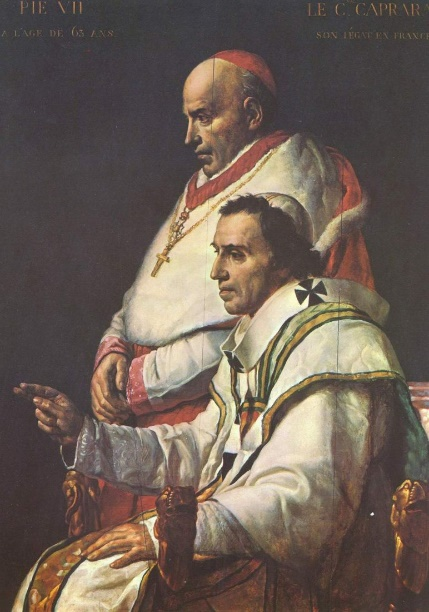 PIE VII
A L'AGE DE 63 ANS
LE C. CAPRARA
SON LEGAT EN FRANCE